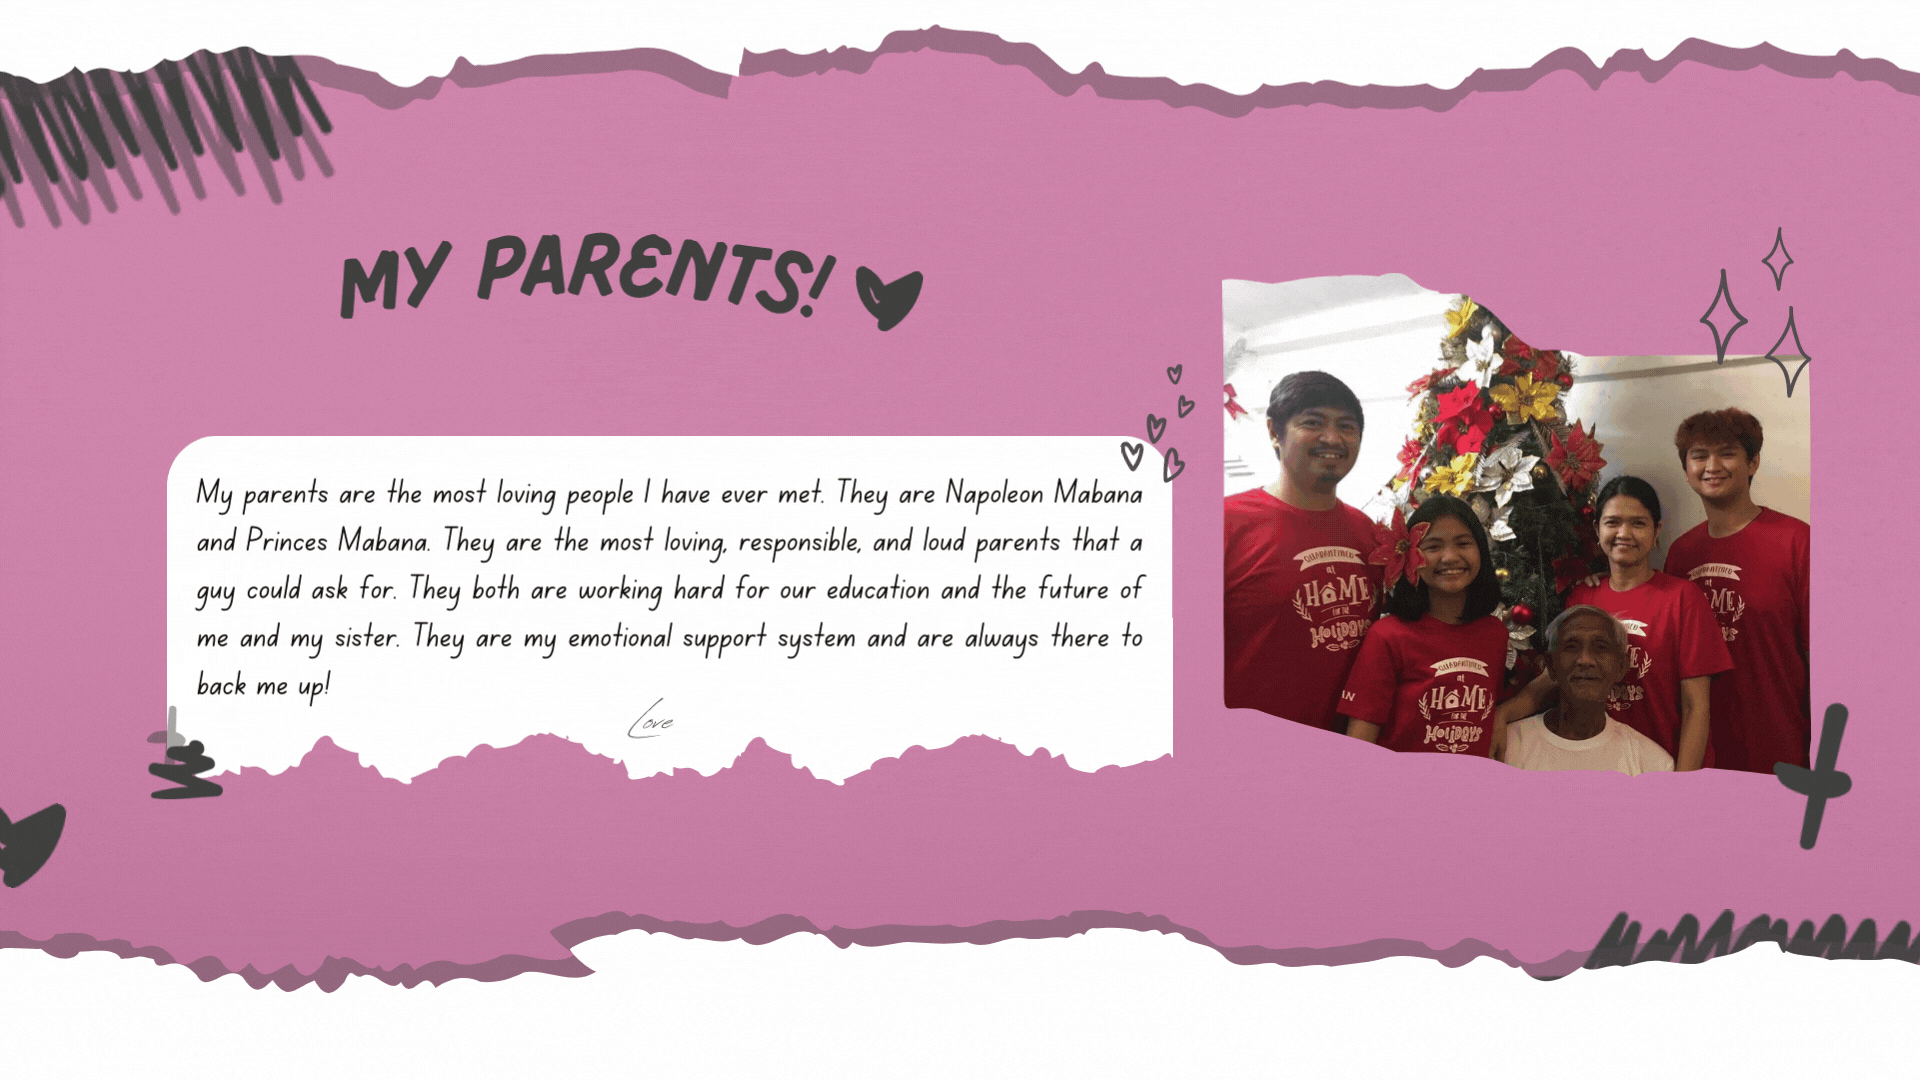 MY PARENTS!
My parents are the most loving people I have ever met. They are Napoleon Mabana
and Princes Mabana. They are the most loving, responsible, and loud parents that a
guy could ask for. They both are working hard for our education and the future of
me and my sister. They are my emotional support system and are always there to
back me up!
Love
QUARANTINED
at
HOME
FOR THE
HOLIDAYS
QUARANTINED
at
HOME
FOR THE
HOLIDAYS